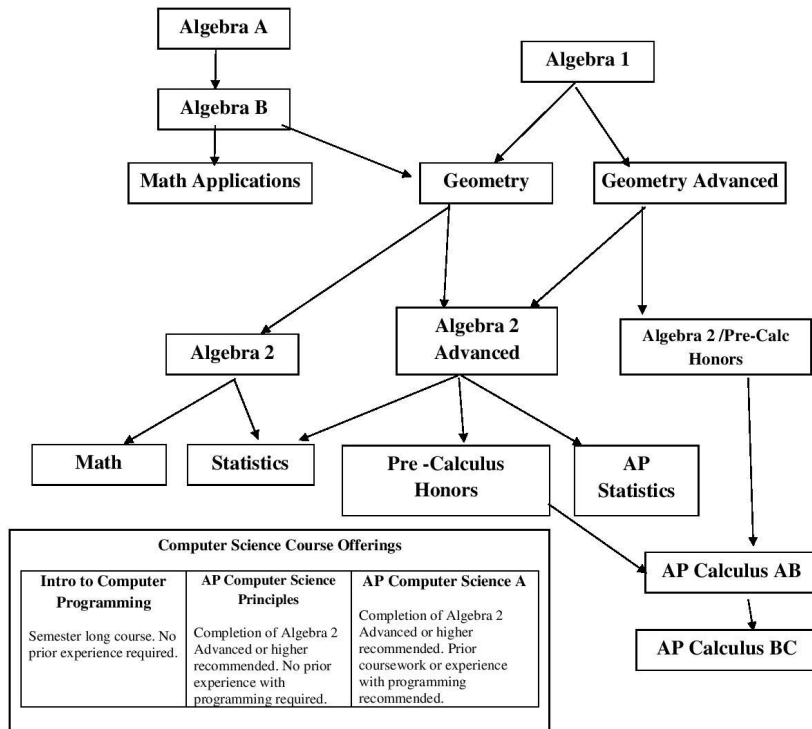 Algebra A
Algebra 1
Algebra B
Math Applications
Geometry
Geometry Advanced
Algebra 2
Algebra 2
Advanced
Algebra 2 /Pre-Calc
Honors
Math
Statistics
Pre -Calculus
Honors
AP
Statistics
Computer Science Course Offerings
Intro to Computer
Programming
Semester long course. No
prior experience required.
AP Computer Science
Principles
Completion of Algebra 2
Advanced or higher
recommended. No prior
experience with
programming required.
AP Computer Science A
Completion of Algebra 2
Advanced or higher
recommended. Prior
coursework or experience
with programming
recommended.
AP Calculus AB
AP Calculus BC